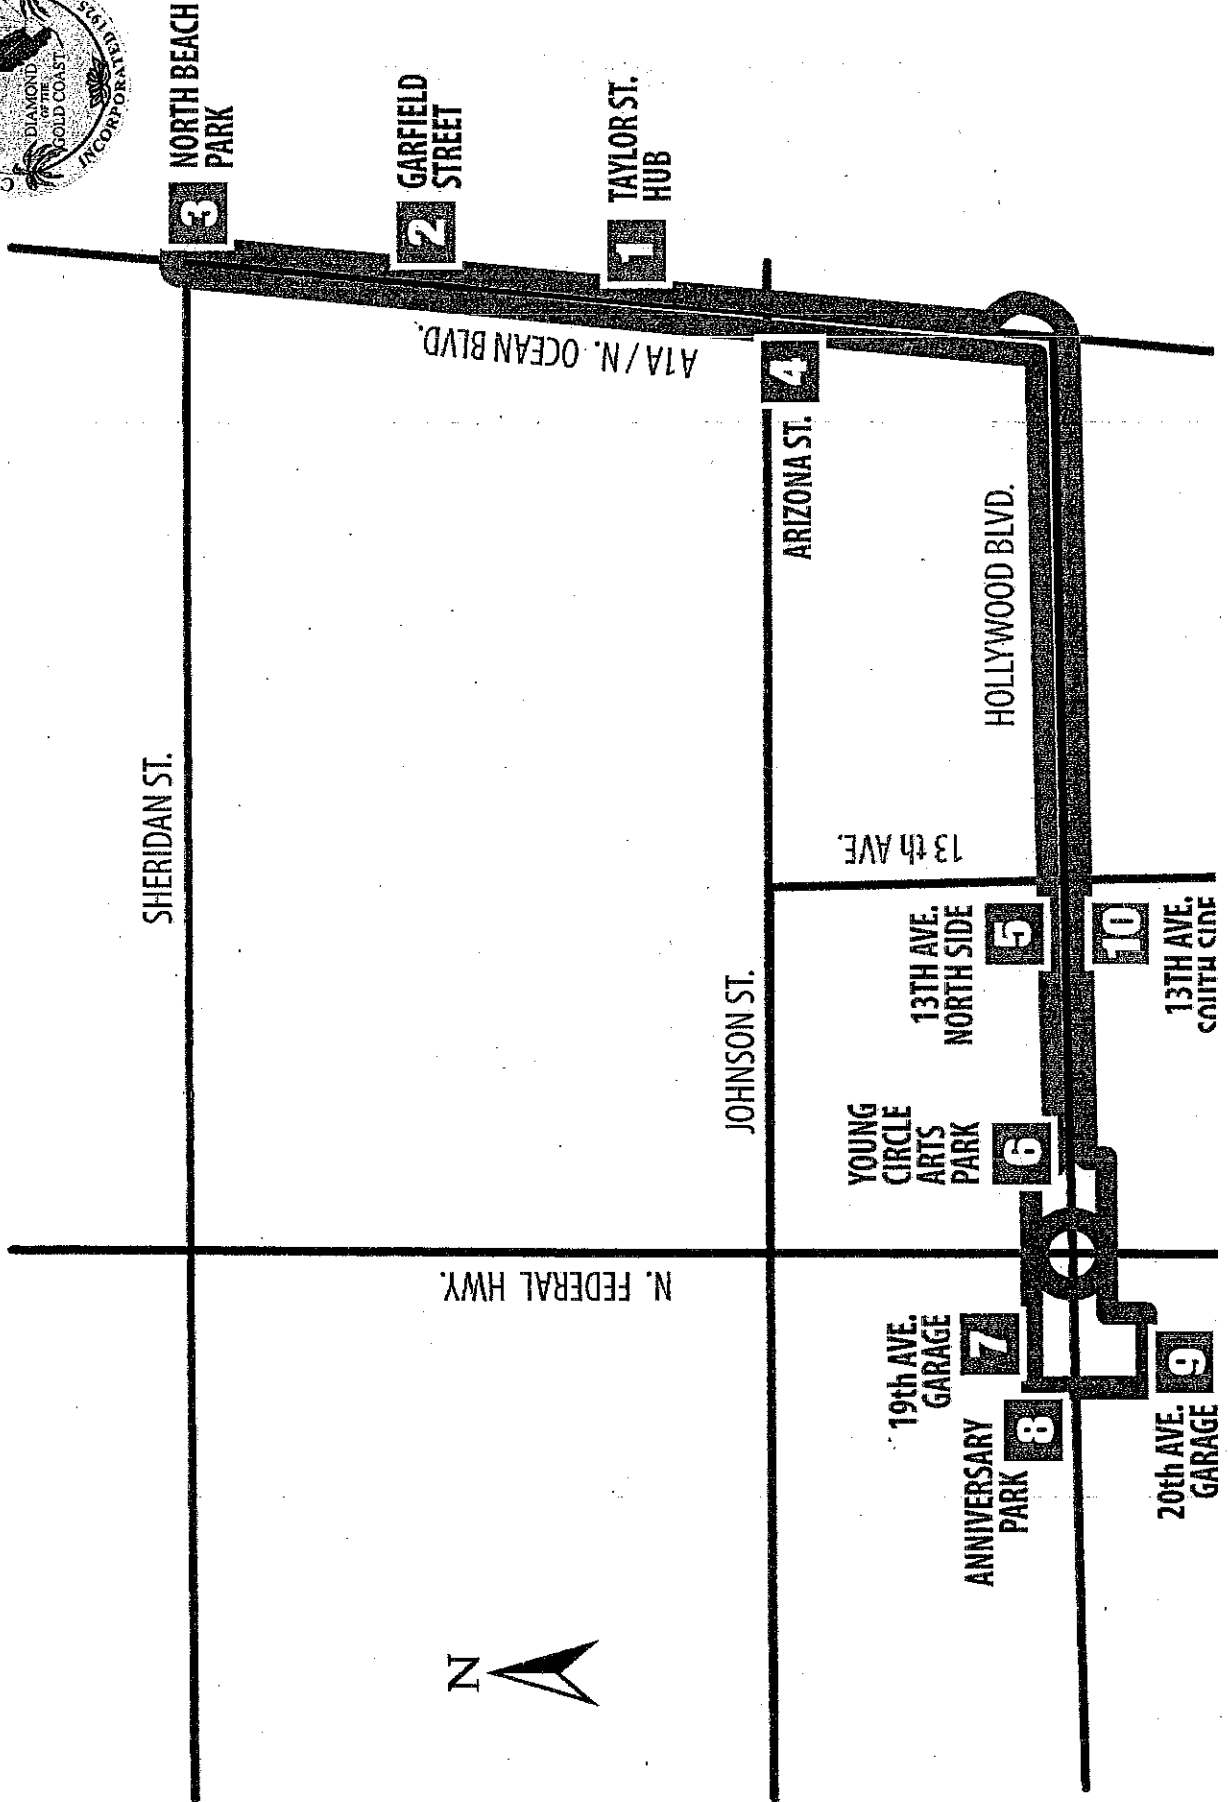 DIAMOND
OF THE
GOLD COAST
INCORPORATED 1925
3
NORTH BEACH
PARK
2
GARFIELD
STREET
1
TAYLOR ST.
HUB
A1A / N. OCEAN BLVD.
4
ARIZONA ST.
SHERIDAN ST.
HOLLYWOOD BLVD.
13 th AVE.
JOHNSON ST.
13TH AVE.
NORTH SIDE
5
10
13TH AVE.
SOUTH SIDE
YOUNG
CIRCLE
ARTS
PARK
6
N. FEDERAL HWY.
19th AVE.
GARAGE
7
ANNIVERSARY
PARK
8
20th AVE.
GARAGE
9
N